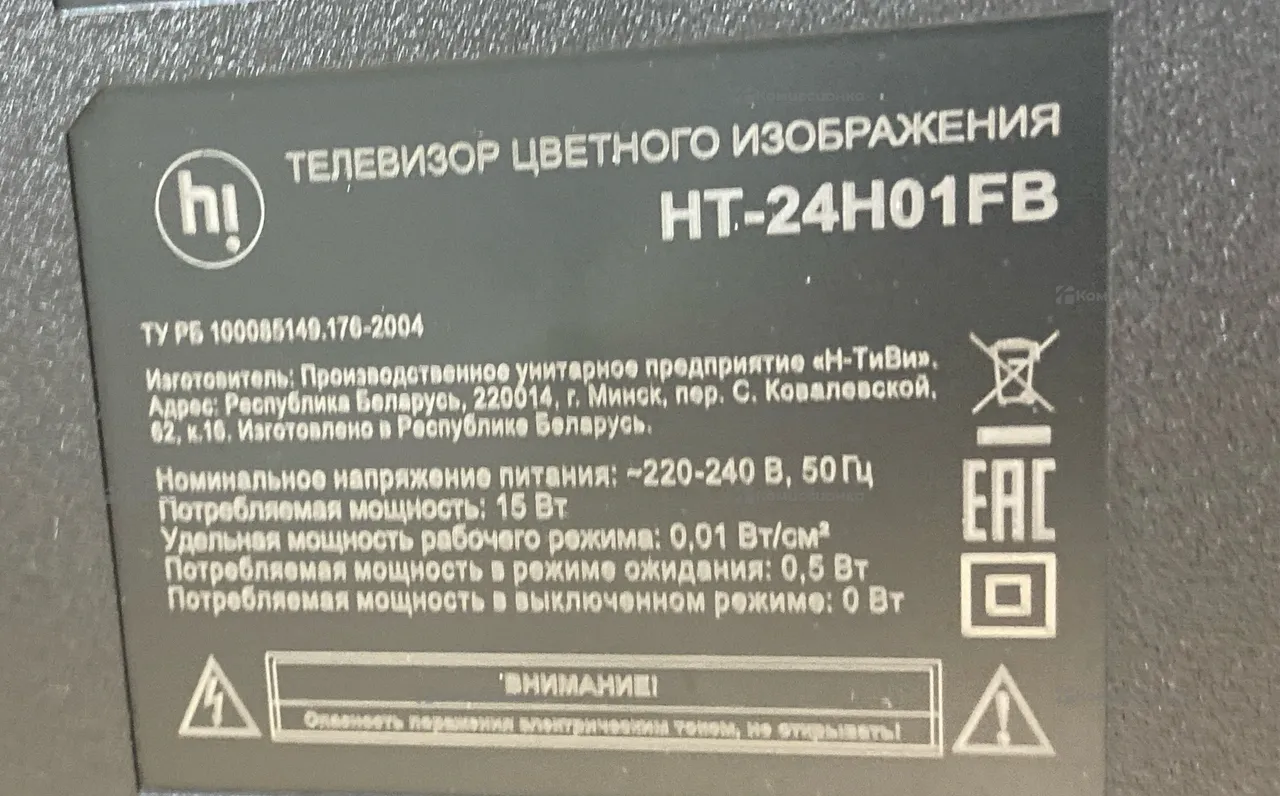 hi
ТЕЛЕВИЗОР ЦВЕТНОГО ИЗОБРАЖЕНИЯ
HT-24H01FB
ТУ РБ 100085149.176-2004
Изготовитель: Производственное унитарное предприятие «Н-ТиВи».
Адрес: Республика Беларусь, 220014, г. Минск, пер. С. Ковалевской,
62, к.16. Изготовлено в Республике Беларусь.
Номинальное напряжение питания: ~220-240 В, 50 Гц
Потребляемая мощность: 15 Вт
Удельная мощность рабочего режима: 0,01 Вт/см²
Потребляемая мощность в режиме ожидания: 0,5 Вт
Потребляемая мощность в выключенном режиме: 0 Вт
EAC
ВНИМАНИЕ!
Опасность поражения электрическим током, не открывать!